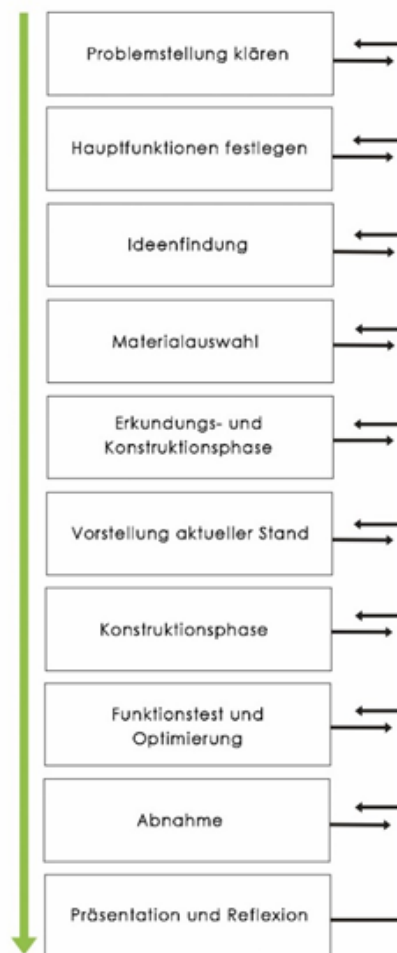 Problemstellung klären
Hauptfunktionen festlegen
Ideenfindung
Materialauswahl
Erkundungs- und
Konstruktionsphase
Vorstellung aktueller Stand
Konstruktionsphase
Funktionstest und
Optimierung
Abnahme
Präsentation und Reflexion